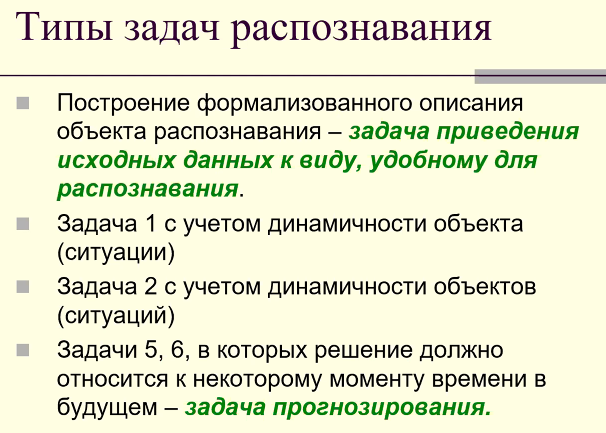 Типы задач распознавания
Построение формализованного описания
объекта распознавания – задача приведения
исходных данных к виду, удобному для
распознавания.
Задача 1 с учетом динамичности объекта
(ситуации)
Задача 2 с учетом динамичности объектов
(ситуаций)
Задачи 5, 6, в которых решение должно
относится к некоторому моменту времени в
будущем – задача прогнозирования.